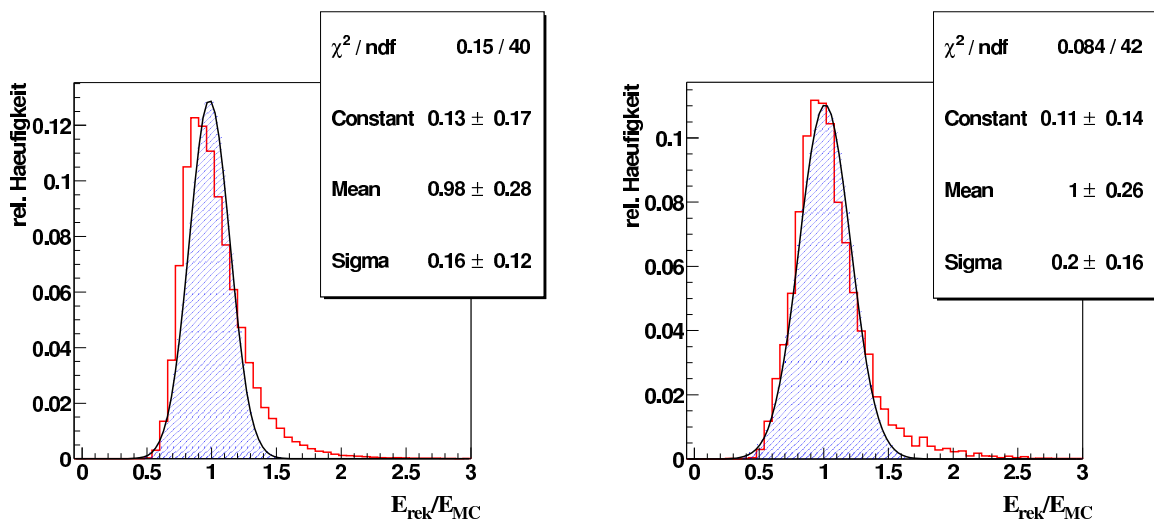 χ² / ndf 0.15 / 40
Constant 0.13 ± 0.17
Mean 0.98 ± 0.28
Sigma 0.16 ± 0.12
rel. Haeufigkeit
0.12
0.1
0.08
0.06
0.04
0.02
0
0 0.5 1 1.5 2 2.5 3
E_rek/E_MC
χ² / ndf 0.084 / 42
Constant 0.11 ± 0.14
Mean 1 ± 0.26
Sigma 0.2 ± 0.16
rel. Haeufigkeit
0.1
0.08
0.06
0.04
0.02
0
0 0.5 1 1.5 2 2.5 3
E_rek/E_MC